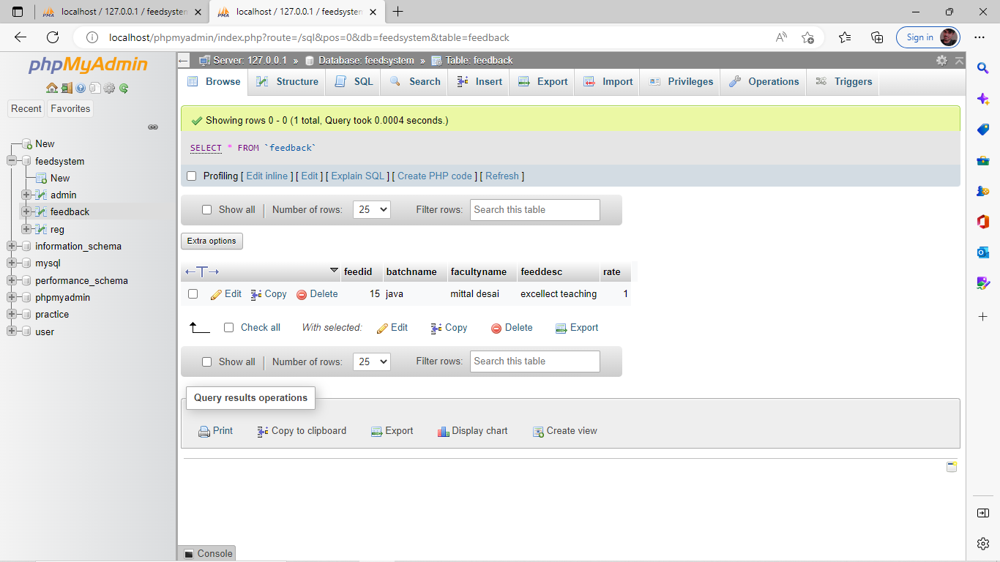 localhost / 127.0.0.1 / feedsystem
localhost / 127.0.0.1 / feedsystem
localhost/phpmyadmin/index.php?route=/sql&pos=0&db=feedsystem&table=feedback
Sign in
phpMyAdmin
Recent Favorites
New
feedsystem
New
admin
feedback
reg
information_schema
mysql
performance_schema
phpmyadmin
practice
user
Server: 127.0.0.1 » Database: feedsystem » Table: feedback
Browse Structure SQL Search Insert Export Import Privileges Operations Triggers
Showing rows 0 - 0 (1 total, Query took 0.0004 seconds.)
SELECT * FROM `feedback`
Profiling [ Edit inline ] [ Edit ] [ Explain SQL ] [ Create PHP code ] [ Refresh ]
Show all Number of rows: 25 Filter rows: Search this table
Extra options
feedid batchname facultyname feeddesc rate
Edit Copy Delete 15 java mittal desai excellect teaching 1
Check all With selected: Edit Copy Delete Export
Show all Number of rows: 25 Filter rows: Search this table
Query results operations
Print Copy to clipboard Export Display chart Create view
Console